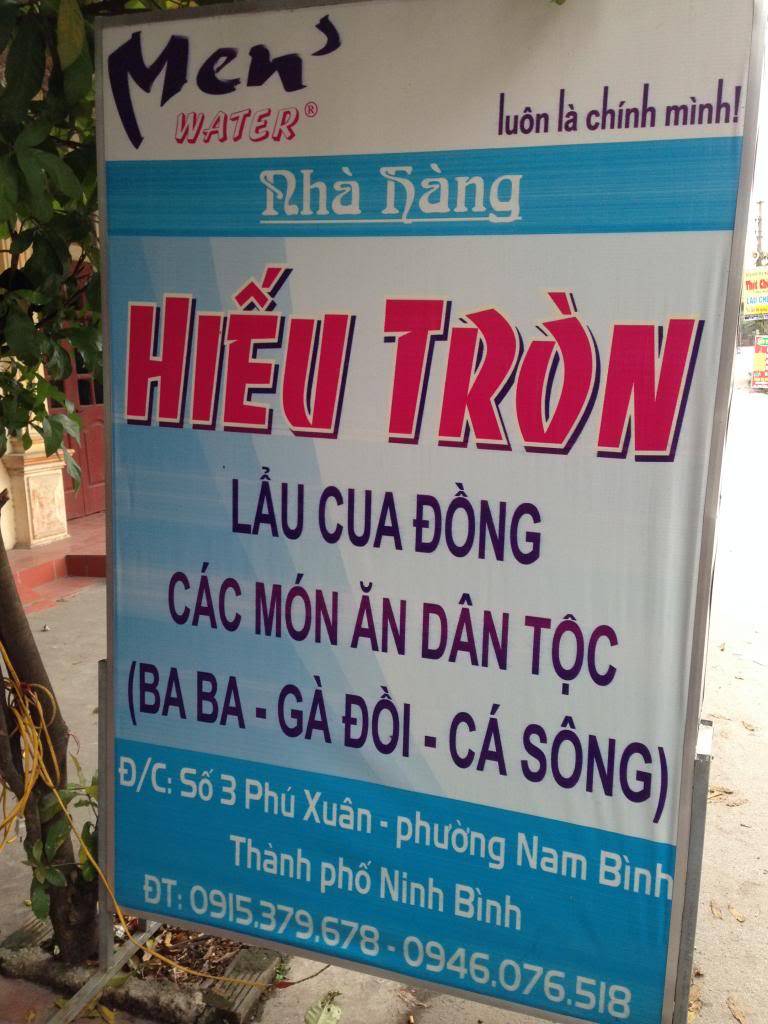 Men'
WATER®
luôn là chính mình!
Nhà hàng
HIẾU TRÒN
LẨU CUA ĐỒNG
CÁC MÓN ĂN DÂN TỘC
(BA BA - GÀ ĐỒI - CÁ SÔNG)
Đ/C: Số 3 Phú Xuân - phường Nam Bình
Thành phố Ninh Bình
ĐT: 0915.379.678 - 0946.076.518